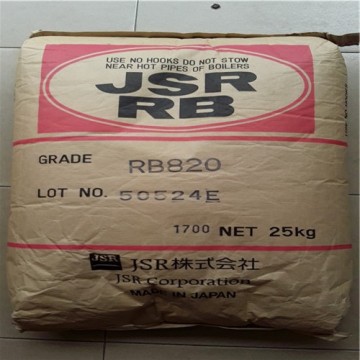 USE NO HOOKS DO NOT STOW
NEAR HOT PIPES OF BOILERS
JSR
RB
GRADE RB820
LOT NO. 50524E
1700 NET 25kg
JSR JSR株式会社
JSR Corporation
MADE IN JAPAN